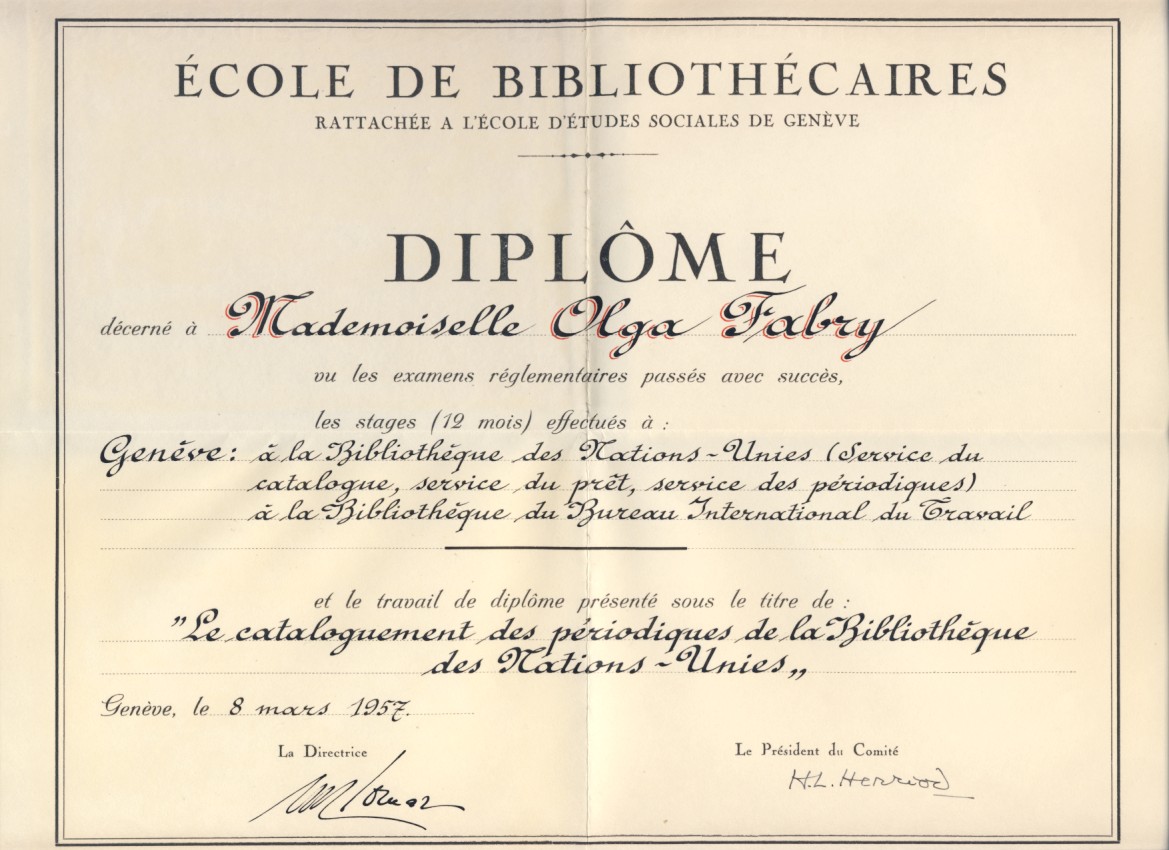 ÉCOLE DE BIBLIOTHÉCAIRES
RATTACHÉE A L'ÉCOLE D'ÉTUDES SOCIALES DE GENÈVE
DIPLÔME
décerné à Mademoiselle Olga Fabry
vu les examens réglementaires passés avec succès,
les stages (12 mois) effectués à :
Genève: à la Bibliothèque des Nations-Unies (Service du
catalogue, service du prêt, service des périodiques)
à la Bibliothèque du Bureau International du Travail
et le travail de diplôme présenté sous le titre de :
"Le cataloguement des périodiques de la Bibliothèque
des Nations-Unies„
Genève, le 8 mars 1957.
La Directrice
Le Président du Comité
H.L. Herriod